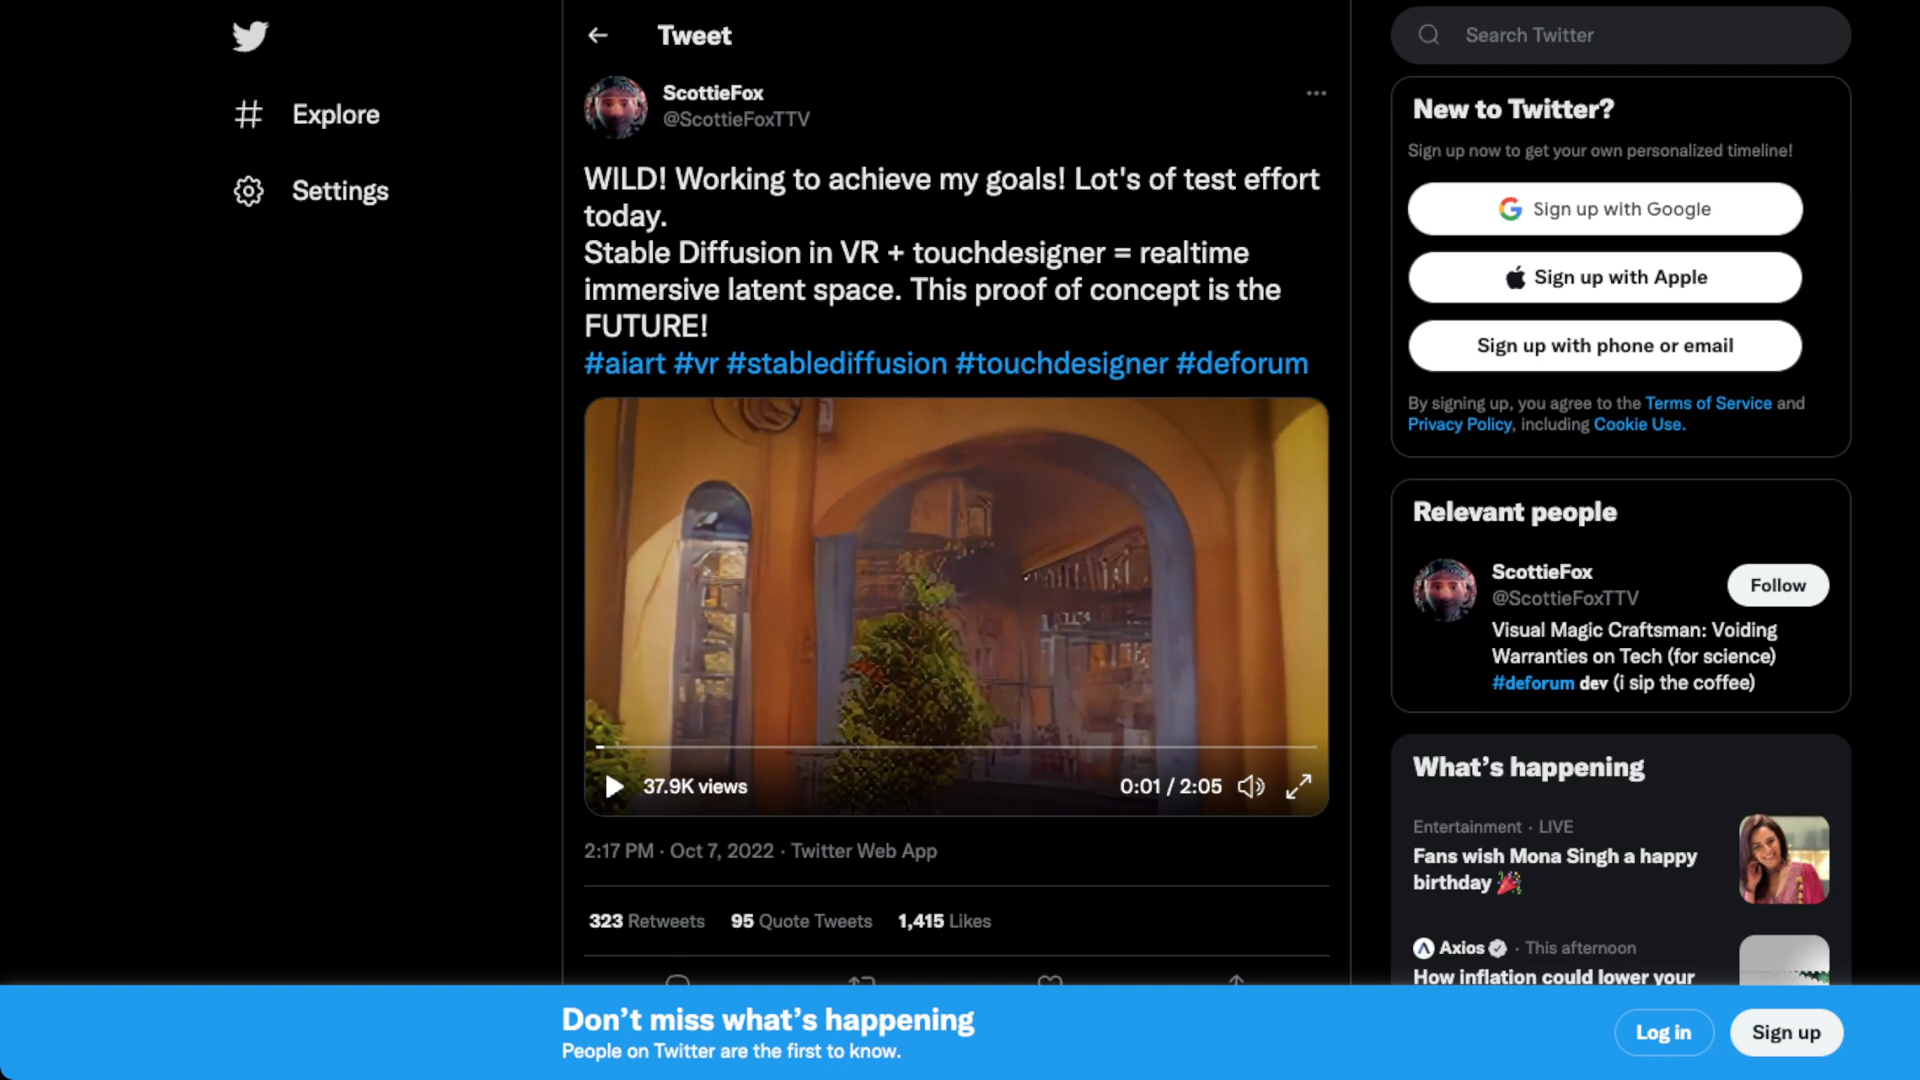 Tweet
Search Twitter
Explore
Settings
ScottieFox
@ScottieFoxTTV
WILD! Working to achieve my goals! Lot's of test effort
today.
Stable Diffusion in VR + touchdesigner = realtime
immersive latent space. This proof of concept is the
FUTURE!
#aiart #vr #stablediffusion #touchdesigner #deforum
37.9K views
0:01 / 2:05
2:17 PM · Oct 7, 2022 · Twitter Web App
323 Retweets 95 Quote Tweets 1,415 Likes
New to Twitter?
Sign up now to get your own personalized timeline!
Sign up with Google
Sign up with Apple
Sign up with phone or email
By signing up, you agree to the Terms of Service and
Privacy Policy, including Cookie Use.
Relevant people
ScottieFox
@ScottieFoxTTV
Follow
Visual Magic Craftsman: Voiding
Warranties on Tech (for science)
#deforum dev (i sip the coffee)
What's happening
Entertainment · LIVE
Fans wish Mona Singh a happy
birthday 🎉
Axios · This afternoon
How inflation could lower your
Don't miss what's happening
People on Twitter are the first to know.
Log in
Sign up